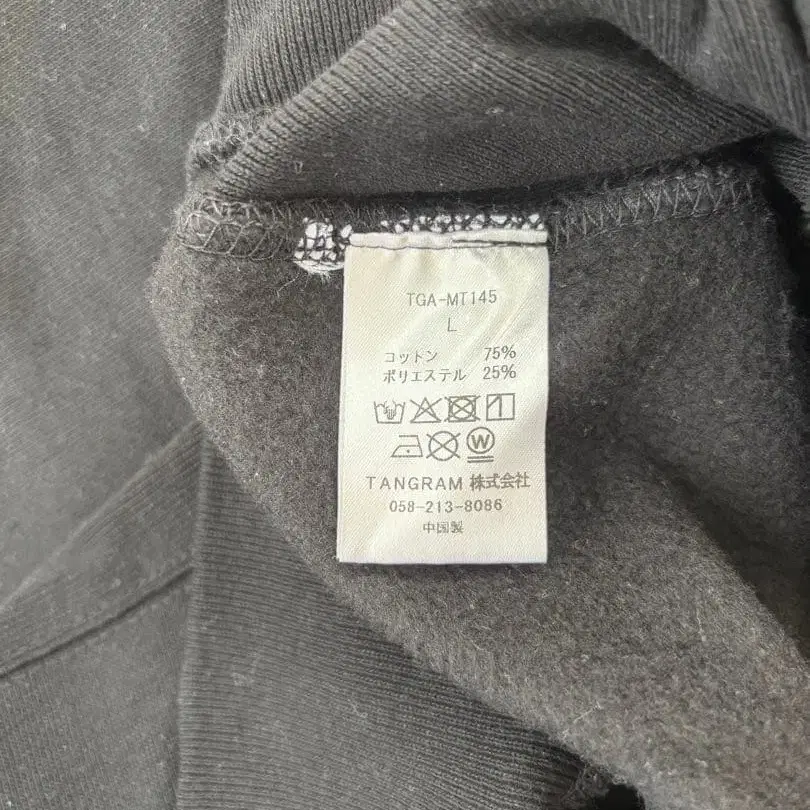 TGA-MT145
L
コットン 75%
ポリエステル 25%
W
TANGRAM 株式会社
058-213-8086
中国製